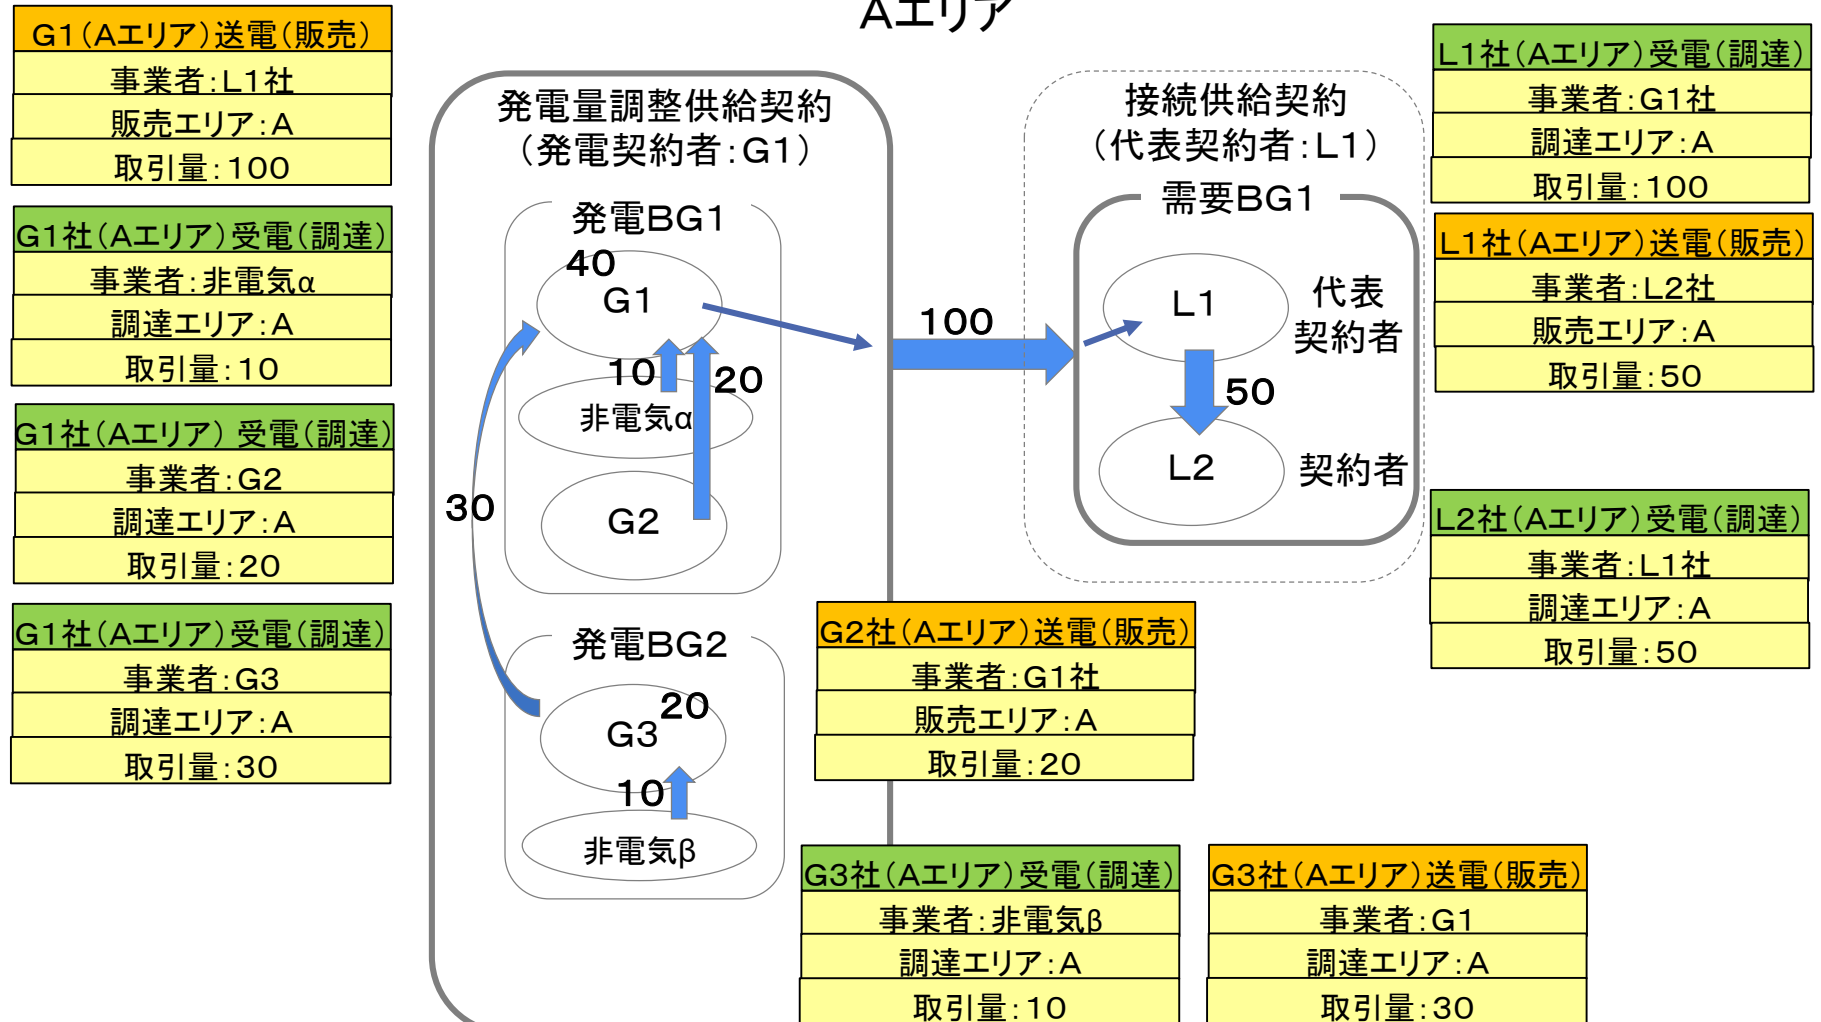 Aエリア
G1(Aエリア)送電(販売)
事業者:L1社
販売エリア:A
取引量:100
G1社(Aエリア)受電(調達)
事業者:非電気α
調達エリア:A
取引量:10
G1社(Aエリア)受電(調達)
事業者:G2
調達エリア:A
取引量:20
G1社(Aエリア)受電(調達)
事業者:G3
調達エリア:A
取引量:30
発電量調整供給契約
(発電契約者:G1)
発電BG1
40
G1
10
20
非電気α
G2
30
発電BG2
20
G3
10
非電気β
100
接続供給契約
(代表契約者:L1)
需要BG1
L1
代表
契約者
50
L2
契約者
L1社(Aエリア)受電(調達)
事業者:G1社
調達エリア:A
取引量:100
L1社(Aエリア)送電(販売)
事業者:L2社
販売エリア:A
取引量:50
L2社(Aエリア)受電(調達)
事業者:L1社
調達エリア:A
取引量:50
G2社(Aエリア)送電(販売)
事業者:G1社
販売エリア:A
取引量:20
G3社(Aエリア)受電(調達)
事業者:非電気β
調達エリア:A
取引量:10
G3社(Aエリア)送電(販売)
事業者:G1
調達エリア:A
取引量:30